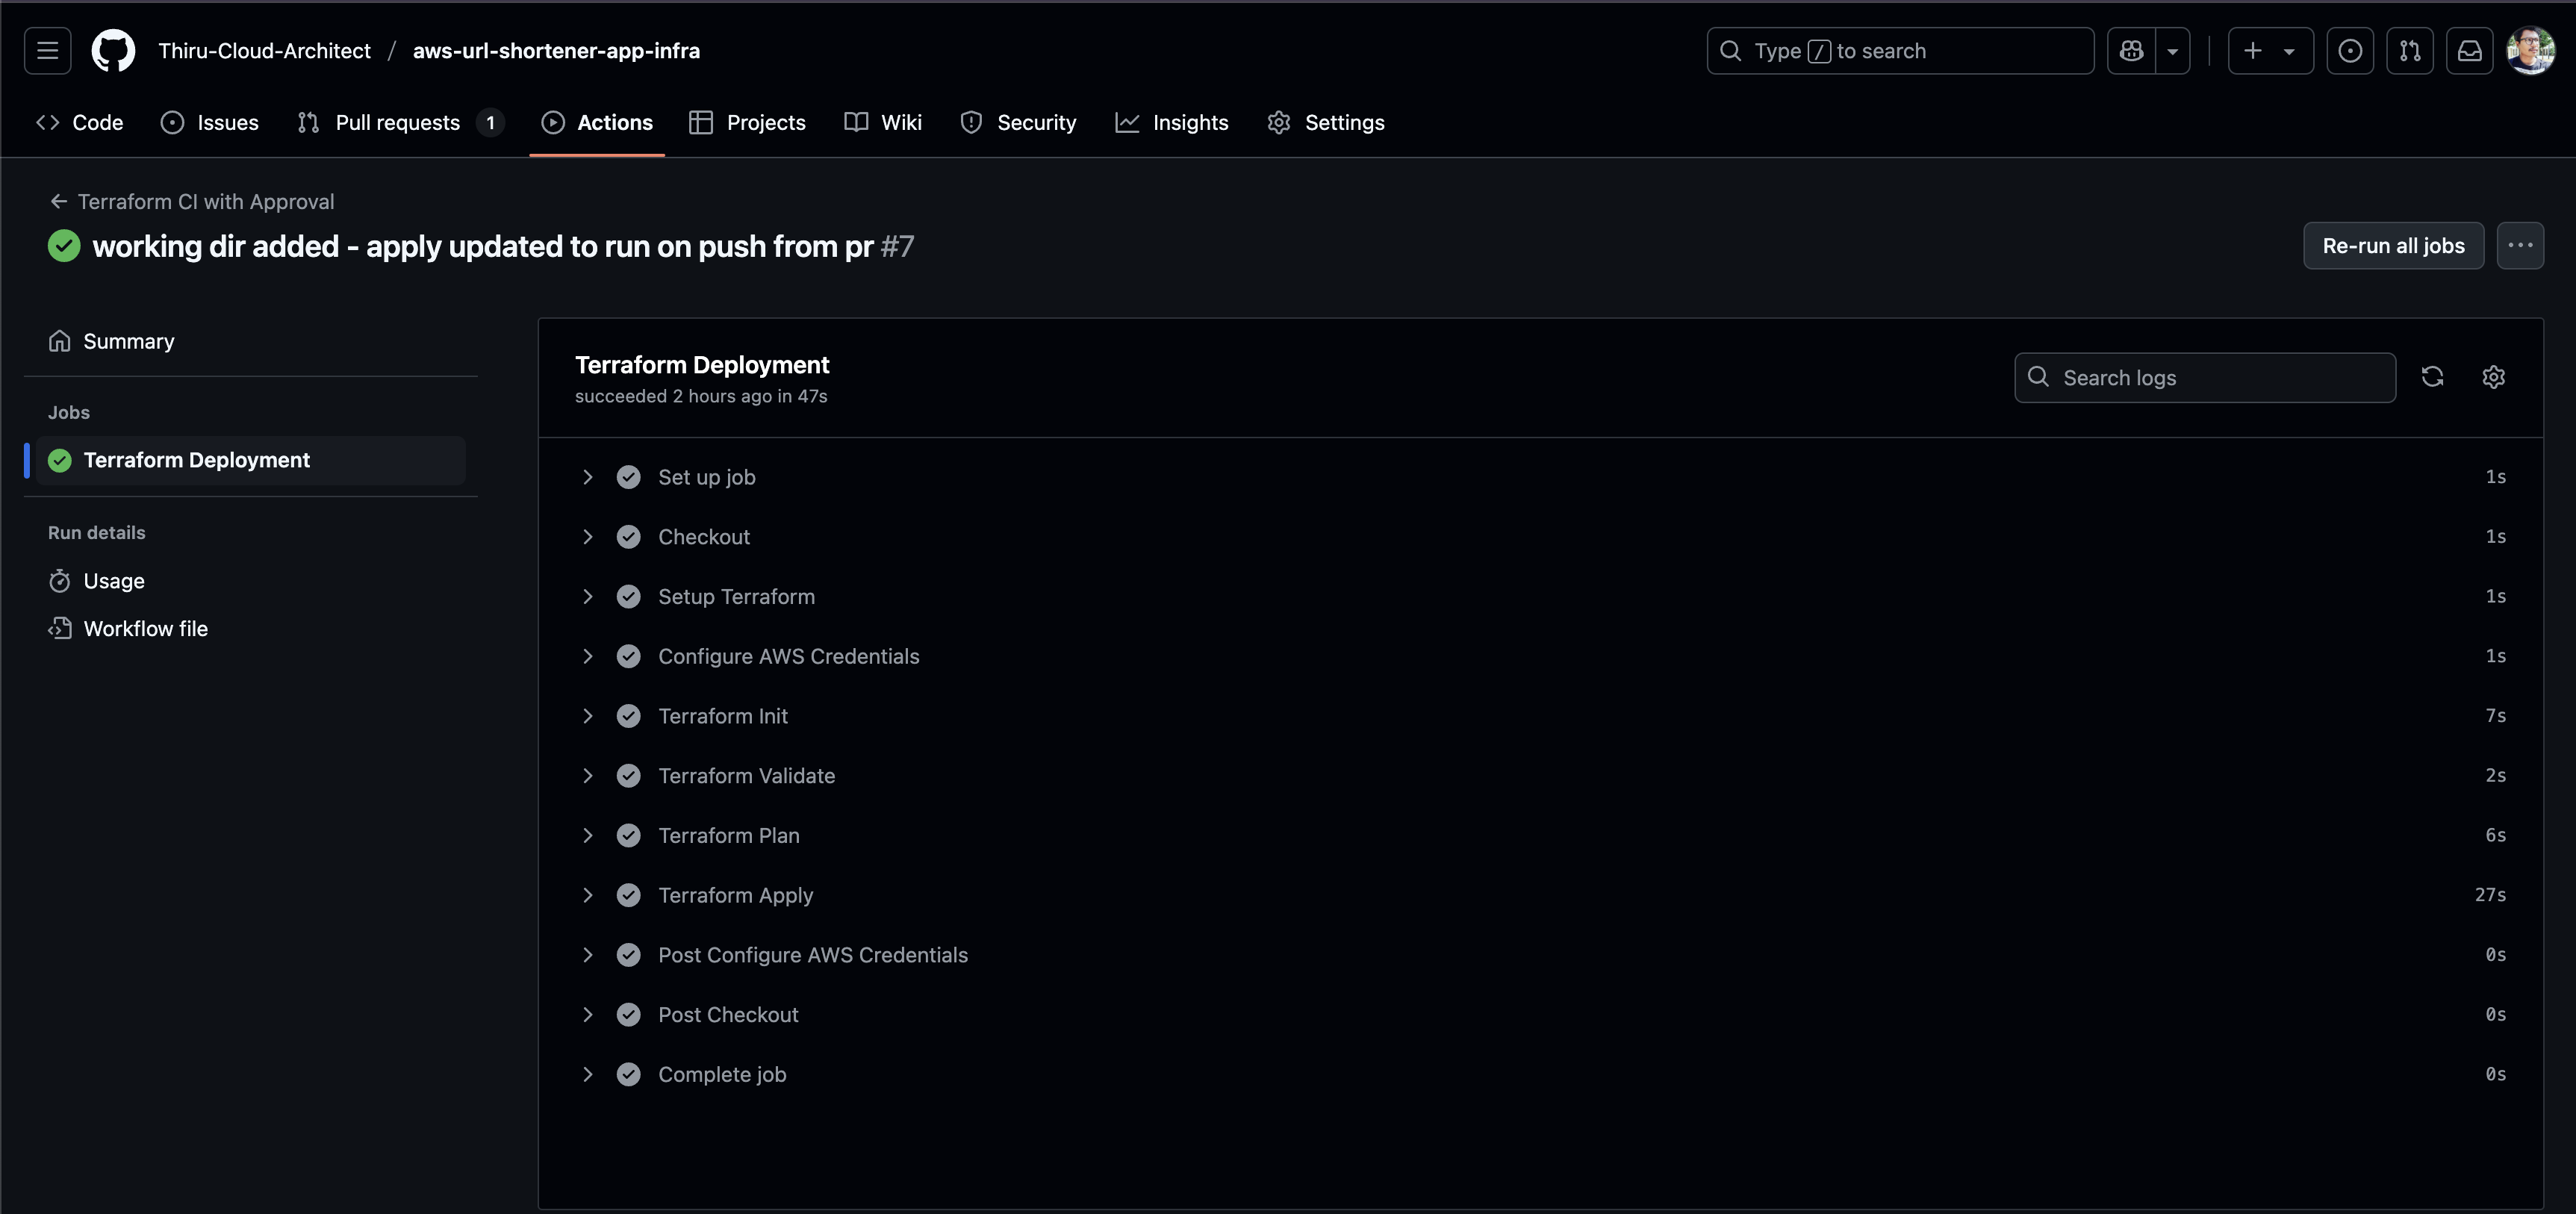 Thiru-Cloud-Architect / aws-url-shortener-app-infra
Type / to search
Code
Issues
Pull requests 1
Actions
Projects
Wiki
Security
Insights
Settings
Terraform CI with Approval
working dir added - apply updated to run on push from pr #7
Re-run all jobs
Summary
Jobs
Terraform Deployment
Run details
Usage
Workflow file
Terraform Deployment
succeeded 2 hours ago in 47s
Search logs
Set up job 1s
Checkout 1s
Setup Terraform 1s
Configure AWS Credentials 1s
Terraform Init 7s
Terraform Validate 2s
Terraform Plan 6s
Terraform Apply 27s
Post Configure AWS Credentials 0s
Post Checkout 0s
Complete job 0s